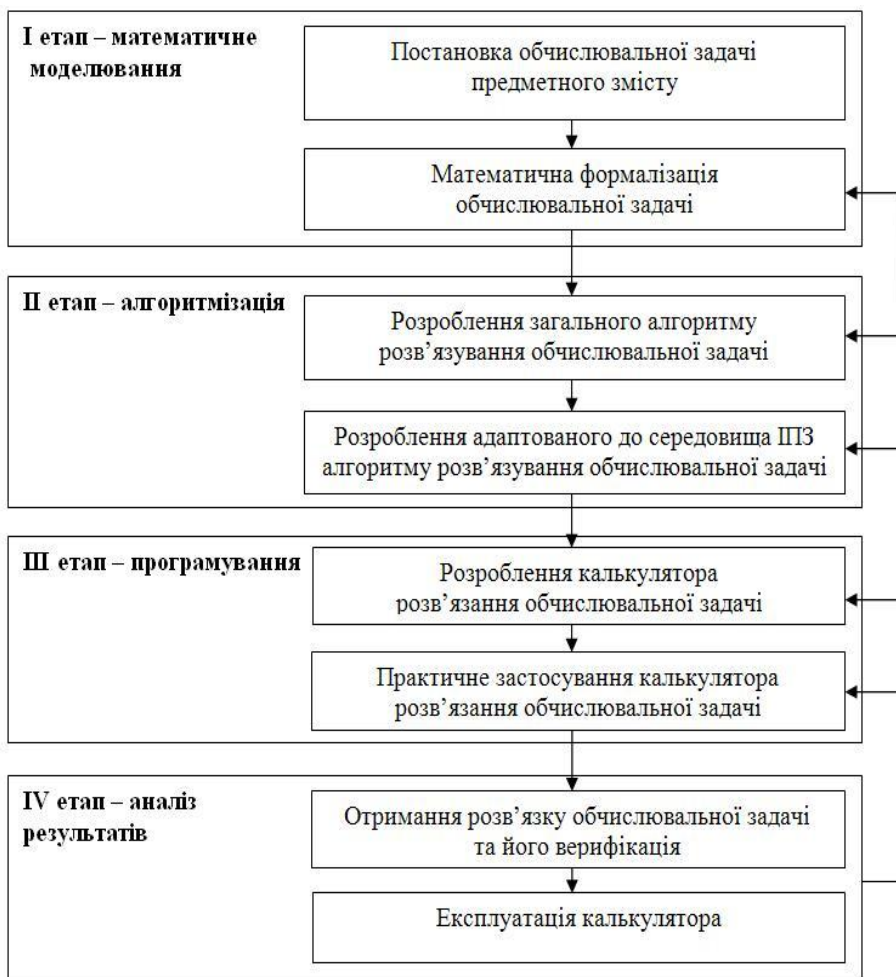 І етап – математичне
моделювання
Постановка обчислювальної задачі
предметного змісту
Математична формалізація
обчислювальної задачі
ІІ етап – алгоритмізація
Розроблення загального алгоритму
розв’язування обчислювальної задачі
Розроблення адаптованого до середовища ІПЗ
алгоритму розв’язування обчислювальної задачі
ІІІ етап – програмування
Розроблення калькулятора
розв’язання обчислювальної задачі
Практичне застосування калькулятора
розв’язання обчислювальної задачі
IV етап – аналіз
результатів
Отримання розв’язку обчислювальної задачі
та його верифікація
Експлуатація калькулятора